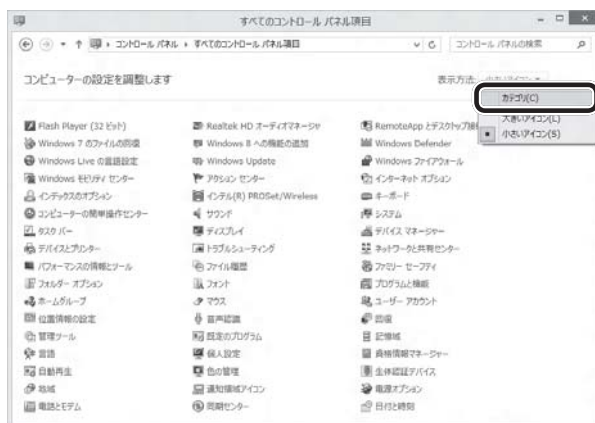 すべてのコントロール パネル項目
コントロール パネル ▸ すべてのコントロール パネル項目
コントロール パネルの検索
コンピューターの設定を調整します
表示方法:
カテゴリ(C)
大きいアイコン(L)
小さいアイコン(S)
Flash Player (32 ビット)
Realtek HD オーディオマネージャ
RemoteApp とデスクトップ
Windows 7 のファイルの回復
Windows 8 への機能の追加
Windows Defender
Windows Live の言語設定
Windows Update
Windows ファイアウォール
Windows モビリティ センター
アクション センター
インターネット オプション
インデックスのオプション
インテル(R) PROSet/Wireless
キーボード
コンピューターの簡単操作センター
サウンド
システム
タスク バー
ディスプレイ
デバイス マネージャー
デバイスとプリンター
トラブルシューティング
ネットワークと共有センター
パフォーマンスの情報とツール
ファイル履歴
ファミリー セーフティ
フォルダー オプション
フォント
プログラムと機能
ホームグループ
マウス
ユーザー アカウント
位置情報の設定
音声認識
回復
管理ツール
既定のプログラム
記憶域
言語
個人設定
資格情報マネージャー
自動再生
色の管理
生体認証デバイス
地域
通知領域アイコン
電源オプション
電話とモデム
同期センター
日付と時刻